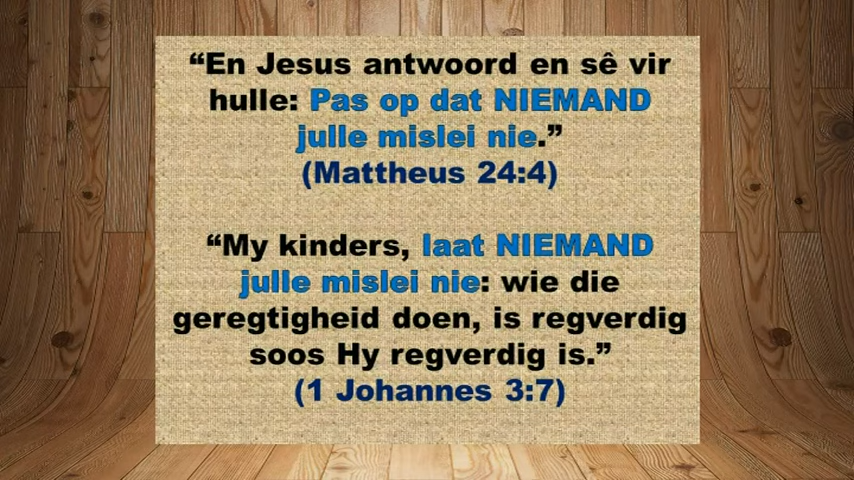 “En Jesus antwoord en sê vir
hulle: Pas op dat NIEMAND
julle mislei nie.”
(Mattheus 24:4)
“My kinders, laat NIEMAND
julle mislei nie: wie die
geregtigheid doen, is regverdig
soos Hy regverdig is.”
(1 Johannes 3:7)